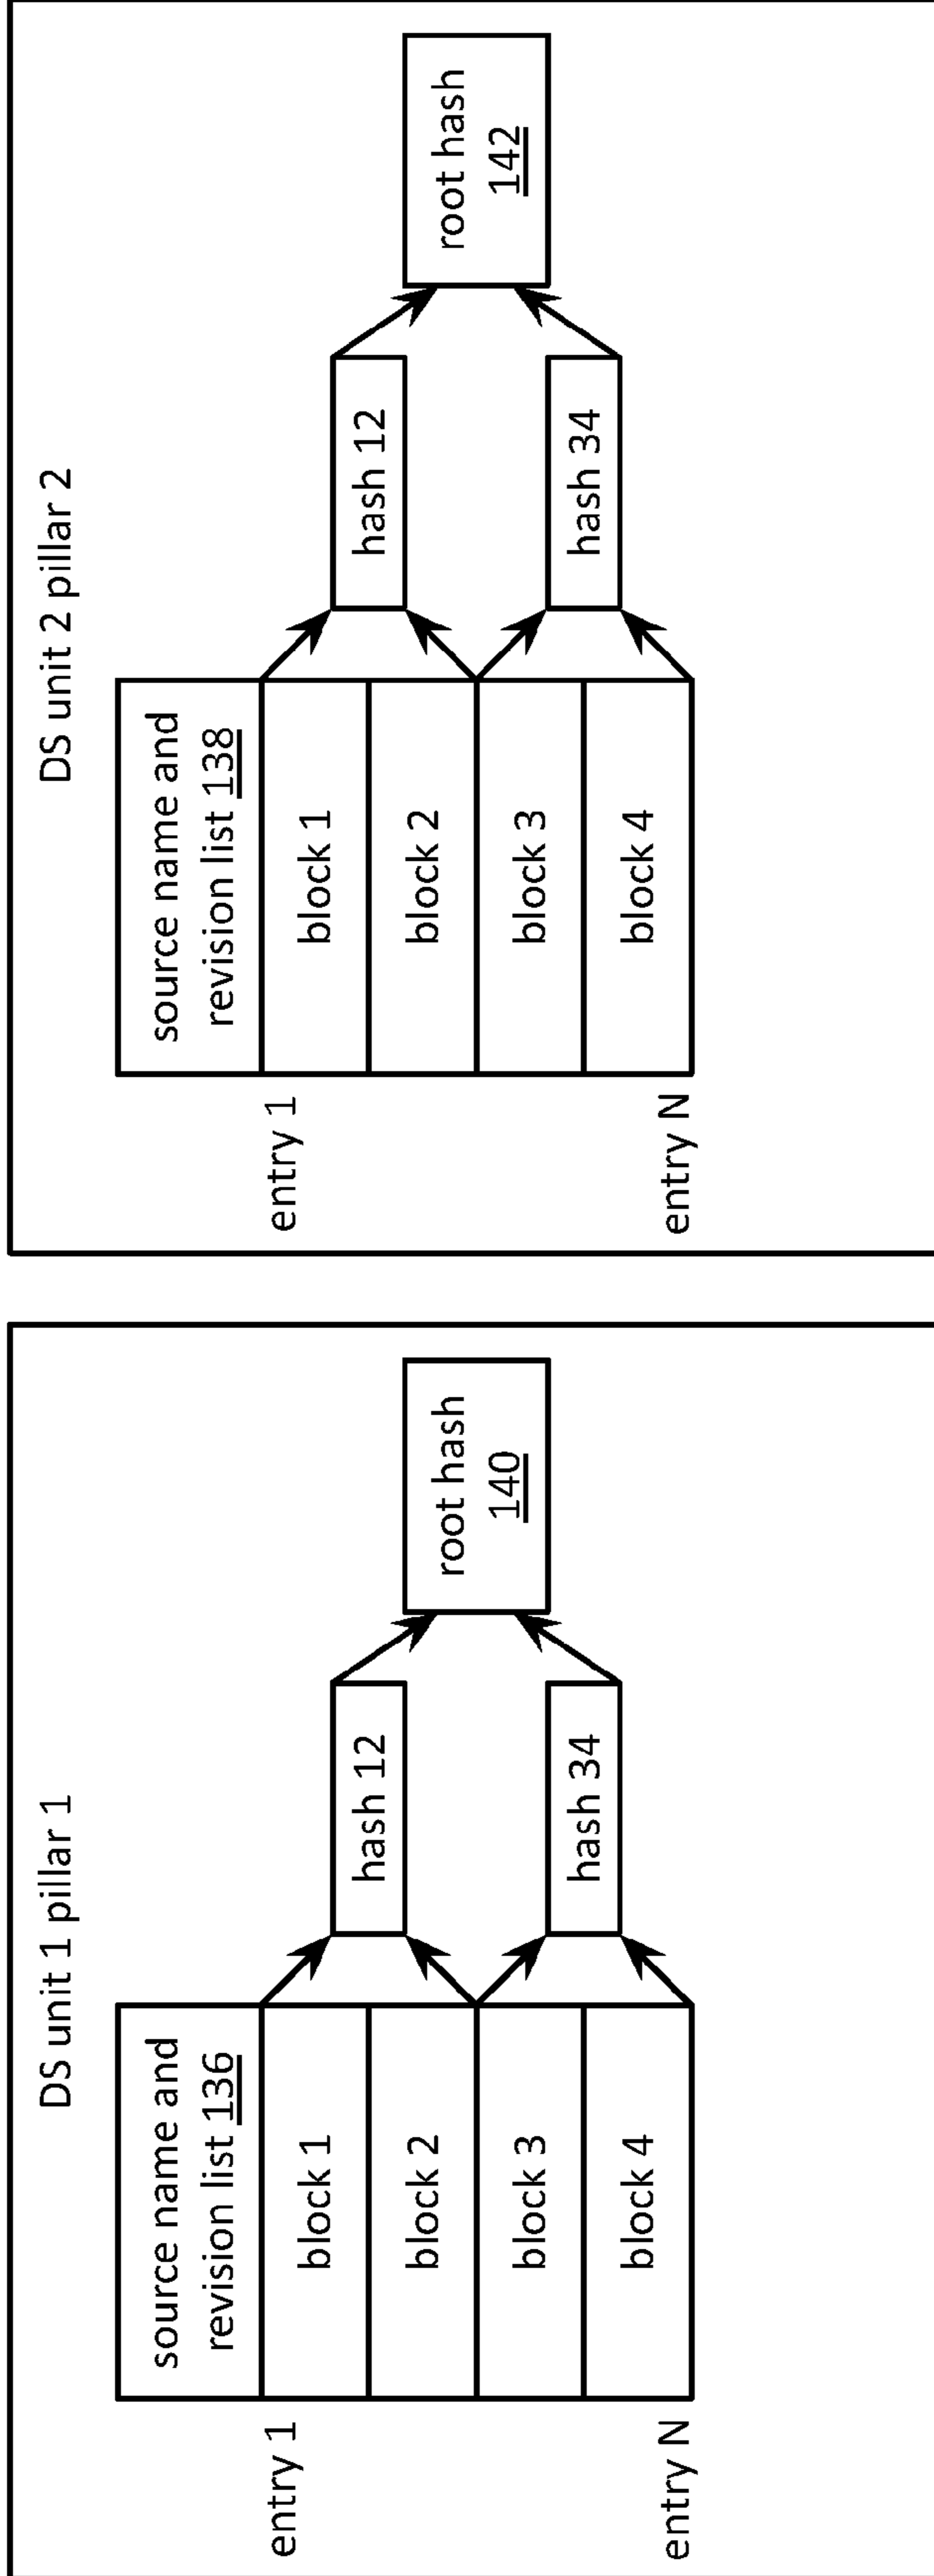 DS unit 1 pillar 1
source name and
revision list 136
entry 1
block 1
block 2
block 3
block 4
entry N
hash 12
hash 34
root hash
140
DS unit 2 pillar 2
source name and
revision list 138
entry 1
block 1
block 2
block 3
block 4
entry N
hash 12
hash 34
root hash
142